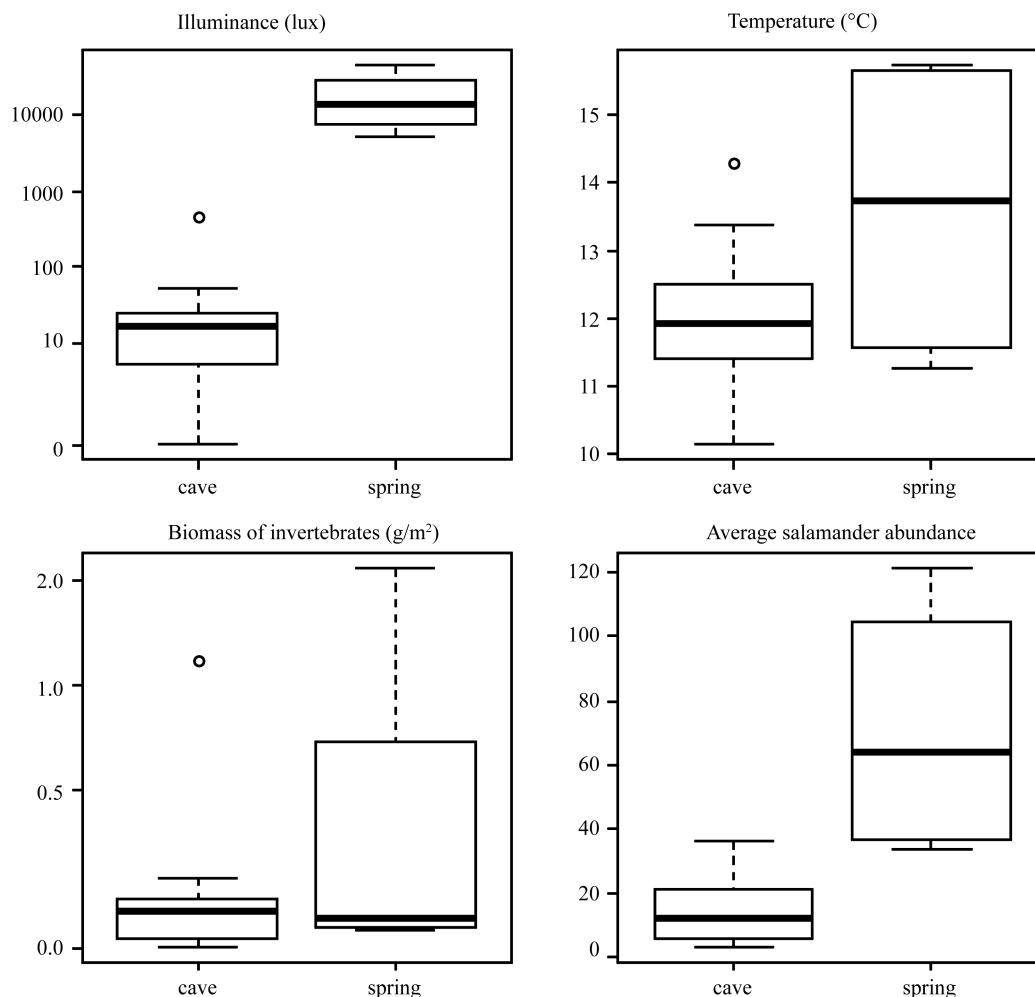 Illuminance (lux)
10000
1000
100
10
0
cave spring
Temperature (°C)
15
14
13
12
11
10
cave spring
Biomass of invertebrates (g/m²)
2.0
1.0
0.5
0.0
cave spring
Average salamander abundance
120
100
80
60
40
20
0
cave spring